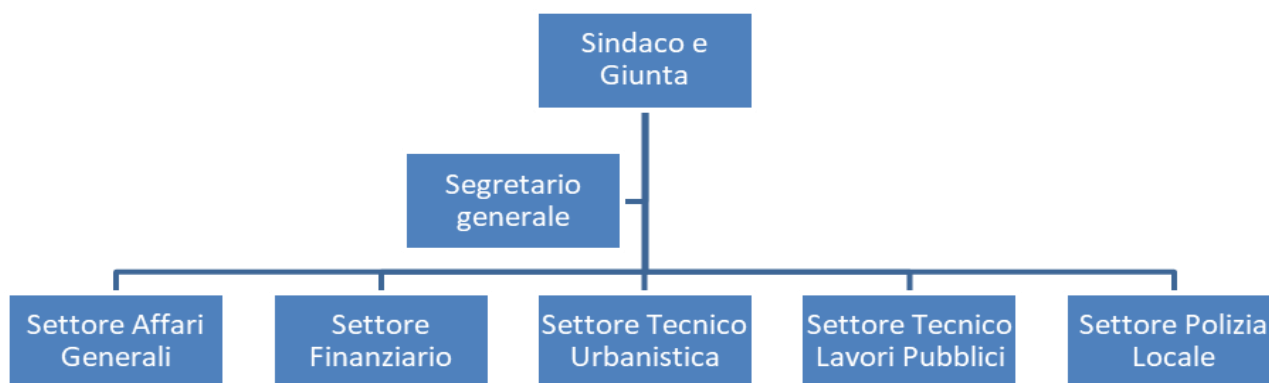 Sindaco e
Giunta
Segretario
generale
Settore Affari
Generali
Settore
Finanziario
Settore Tecnico
Urbanistica
Settore Tecnico
Lavori Pubblici
Settore Polizia
Locale